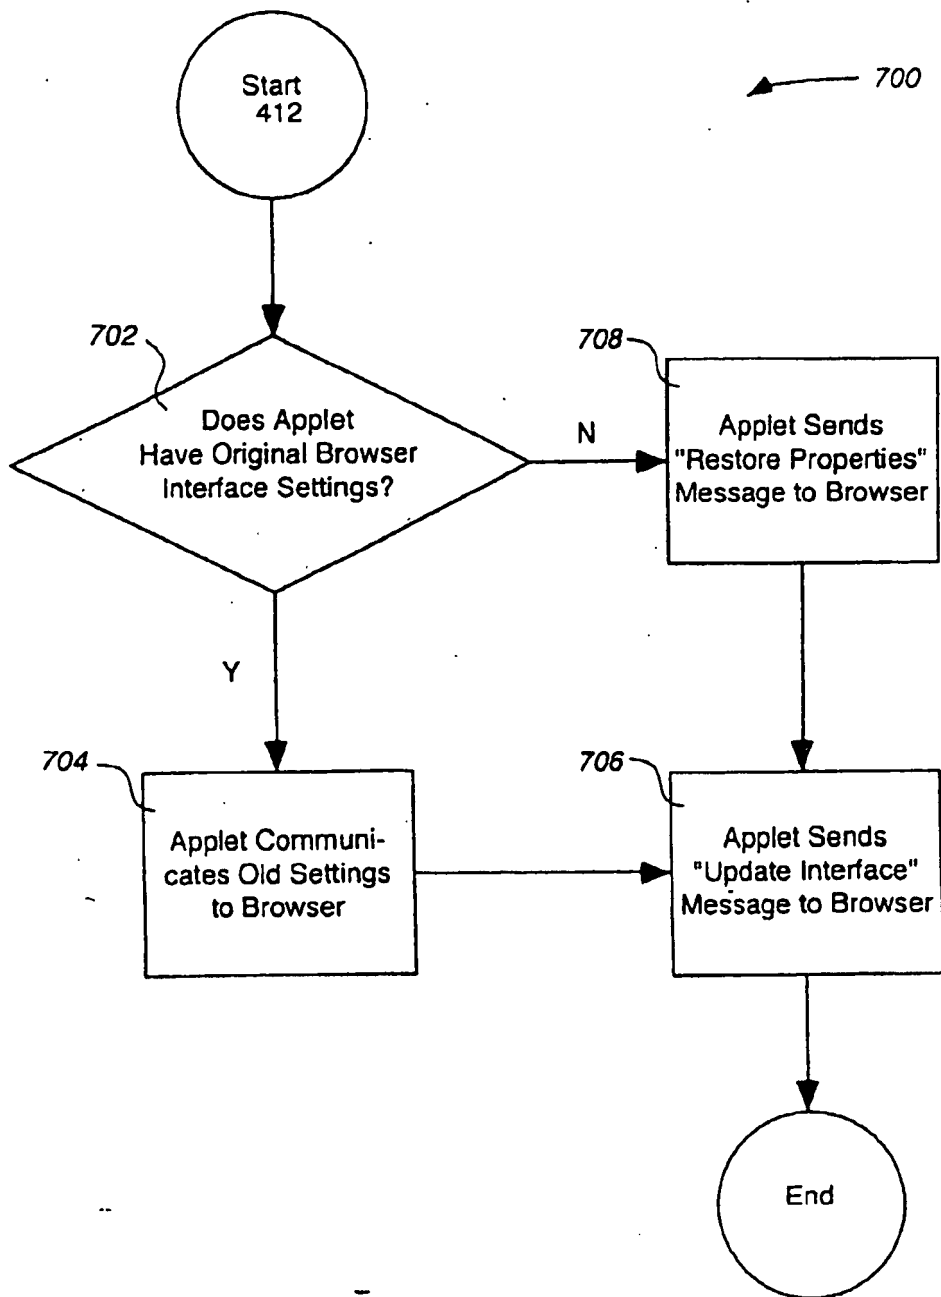 Start
412
700
702
Does Applet
Have Original Browser
Interface Settings?
N
708
Applet Sends
"Restore Properties"
Message to Browser
Y
704
Applet Communi-
cates Old Settings
to Browser
706
Applet Sends
"Update Interface"
Message to Browser
End